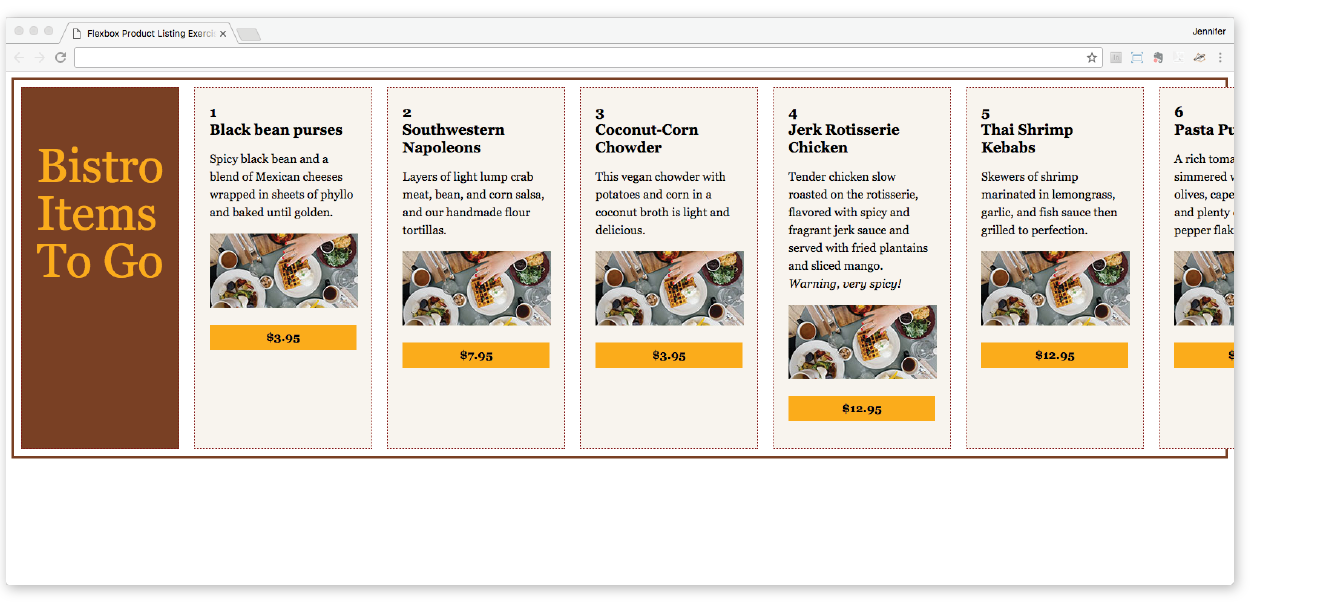 Flexbox Product Listing Exerci
Jennifer
Bistro
Items
To Go
1
Black bean purses
Spicy black bean and a
blend of Mexican cheeses
wrapped in sheets of phyllo
and baked until golden.
$3.95
2
Southwestern
Napoleons
Layers of light lump crab
meat, bean, and corn salsa,
and our handmade flour
tortillas.
$7.95
3
Coconut-Corn
Chowder
This vegan chowder with
potatoes and corn in a
coconut broth is light and
delicious.
$3.95
4
Jerk Rotisserie
Chicken
Tender chicken slow
roasted on the rotisserie,
flavored with spicy and
fragrant jerk sauce and
served with fried plantains
and sliced mango.
Warning, very spicy!
$12.95
5
Thai Shrimp
Kebabs
Skewers of shrimp
marinated in lemongrass,
garlic, and fish sauce then
grilled to perfection.
$12.95
6
Pasta Pu
A rich toma
simmered
olives, cape
and plenty
pepper flak
$